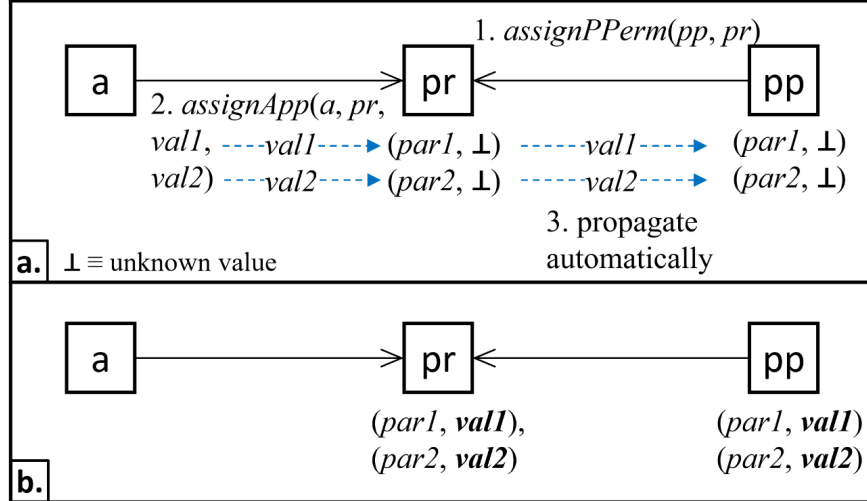 1. assignPPerm(pp, pr)
a pr pp
2. assignApp(a, pr,
val1, val1 (par1, ⊥) val1 (par1, ⊥)
val2) val2 (par2, ⊥) val2 (par2, ⊥)
3. propagate
automatically
a. ⊥ ≡ unknown value
a pr pp
(par1, val1), (par1, val1)
(par2, val2) (par2, val2)
b.